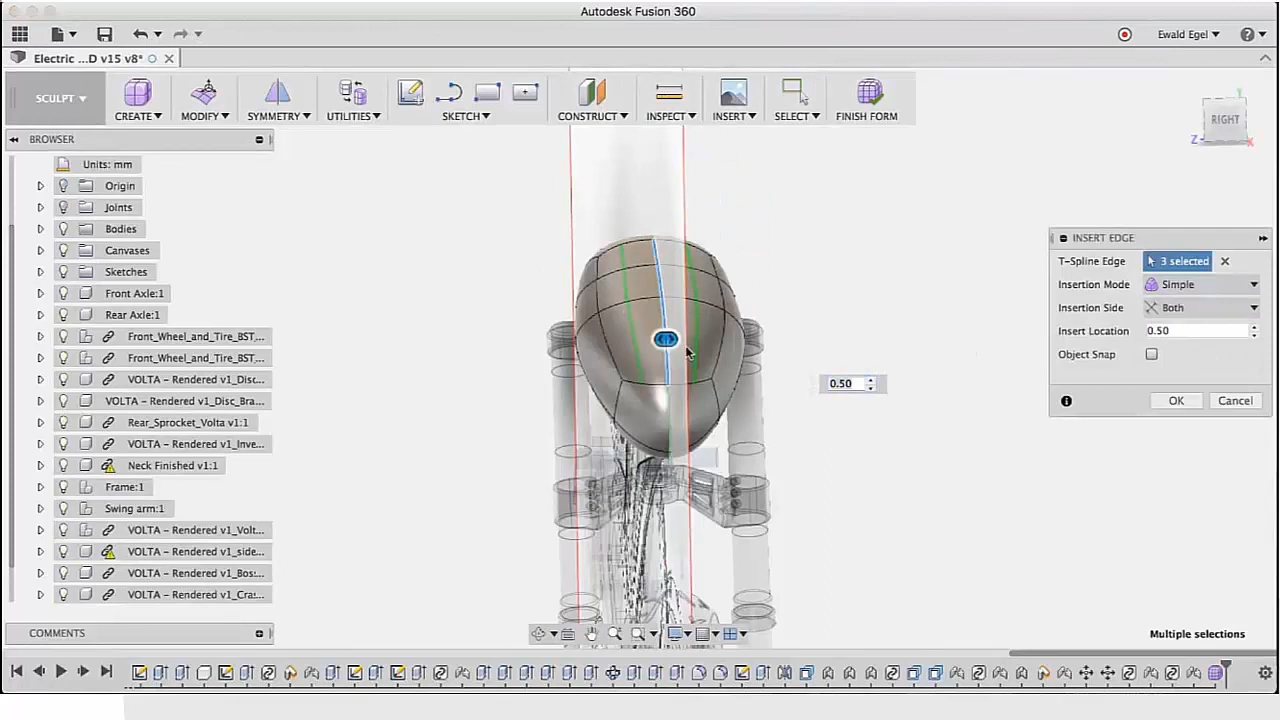 Autodesk Fusion 360
Ewald Egel
Electric ...D v15 v8*
SCULPT
CREATE
MODIFY
SYMMETRY
UTILITIES
SKETCH
CONSTRUCT
INSPECT
INSERT
SELECT
FINISH FORM
RIGHT
Z
Y
X
BROWSER
Units: mm
Origin
Joints
Bodies
Canvases
Sketches
Front Axle:1
Rear Axle:1
Front_Wheel_and_Tire_BST_...
Front_Wheel_and_Tire_BST_...
VOLTA – Rendered v1_Disc...
VOLTA – Rendered v1_Disc_Bra...
Rear_Sprocket_Volta v1:1
VOLTA – Rendered v1_Inve...
Neck Finished v1:1
Frame:1
Swing arm:1
VOLTA – Rendered v1_Volt...
VOLTA – Rendered v1_side...
VOLTA – Rendered v1_Bos...
VOLTA – Rendered v1_Cra...
COMMENTS
INSERT EDGE
T-Spline Edge
3 selected
Insertion Mode
Simple
Insertion Side
Both
Insert Location
0.50
Object Snap
OK
Cancel
0.50
Multiple selections